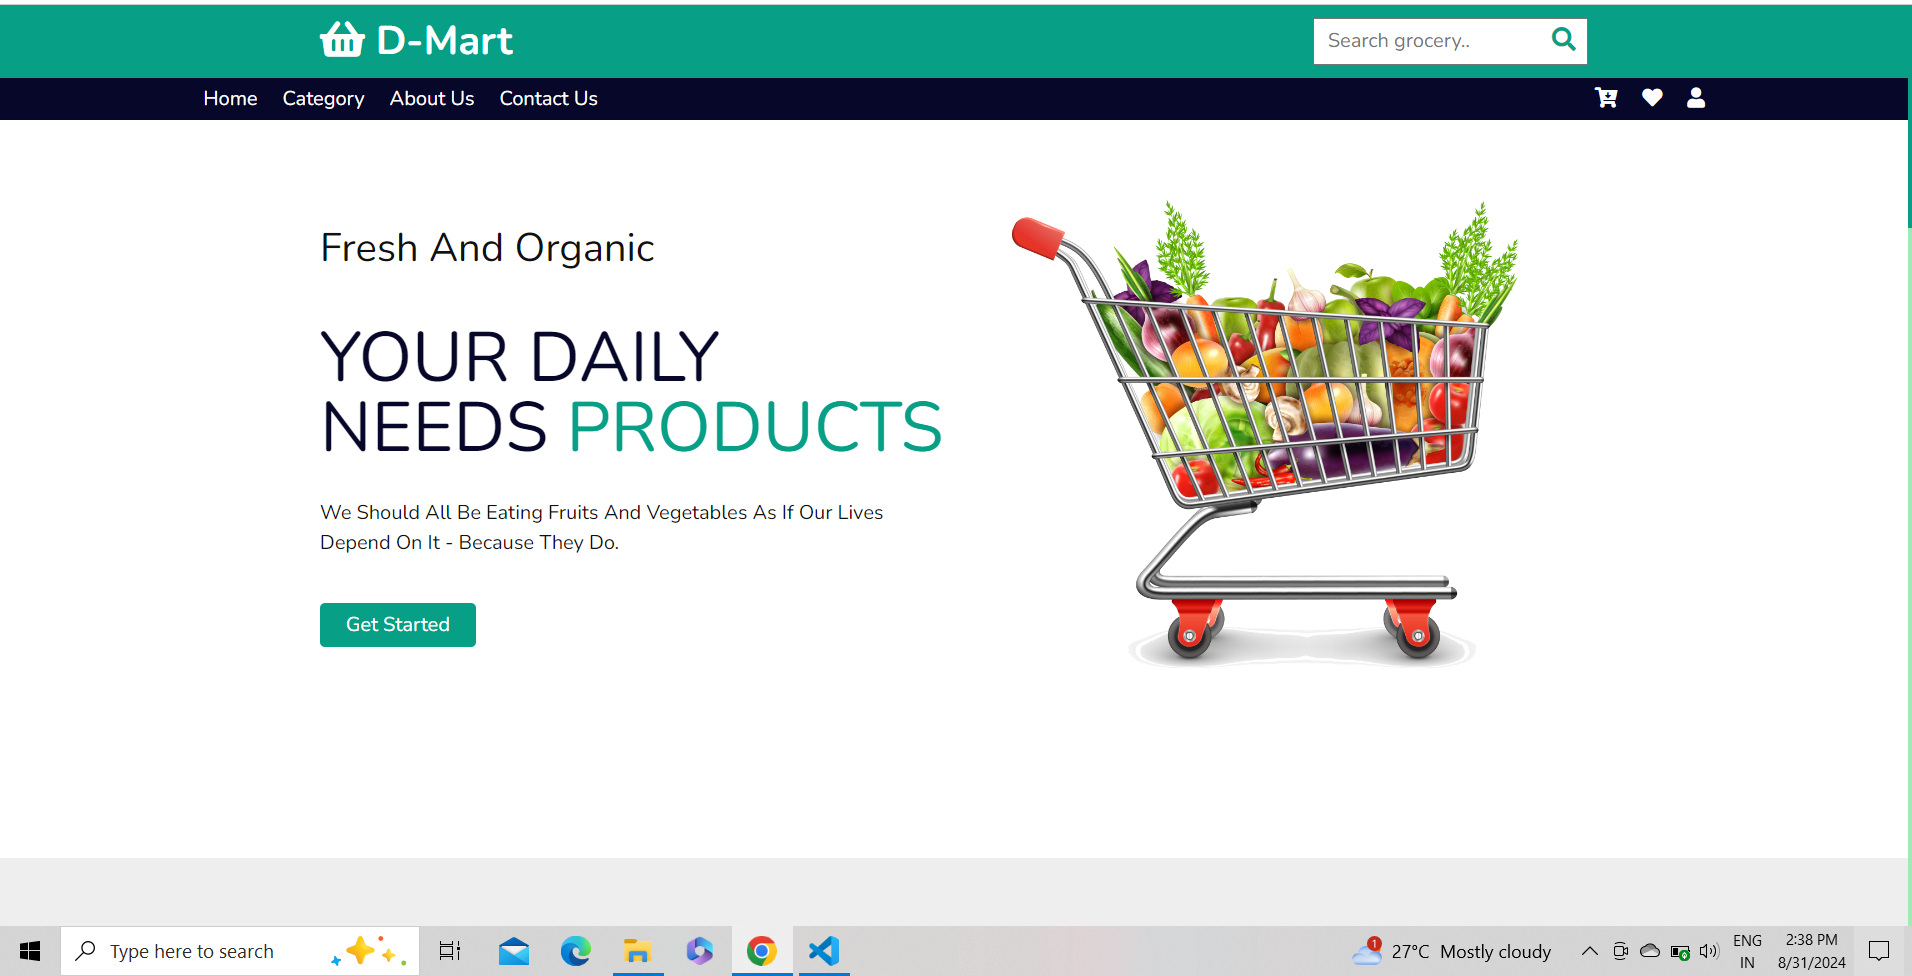 D-Mart
Search grocery..
Home Category About Us Contact Us
Fresh And Organic
YOUR DAILY
NEEDS PRODUCTS
We Should All Be Eating Fruits And Vegetables As If Our Lives
Depend On It - Because They Do.
Get Started
Type here to search
1
27°C Mostly cloudy
ENG
IN
2:38 PM
8/31/2024